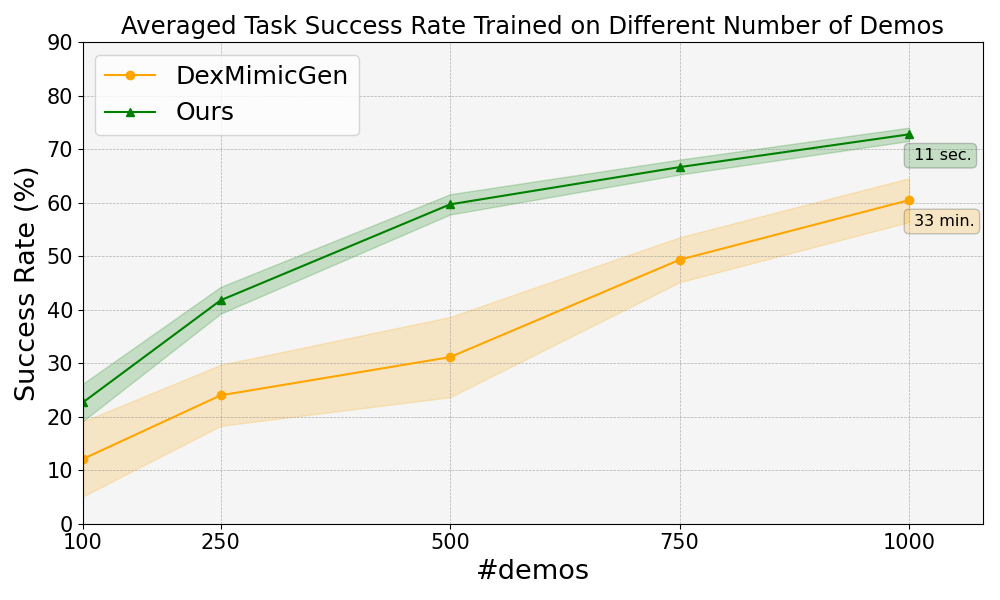 Averaged Task Success Rate Trained on Different Number of Demos
90
80
70
60
50
40
30
20
10
0
Success Rate (%)
DexMimicGen
Ours
11 sec.
33 min.
100
250
500
750
1000
#demos